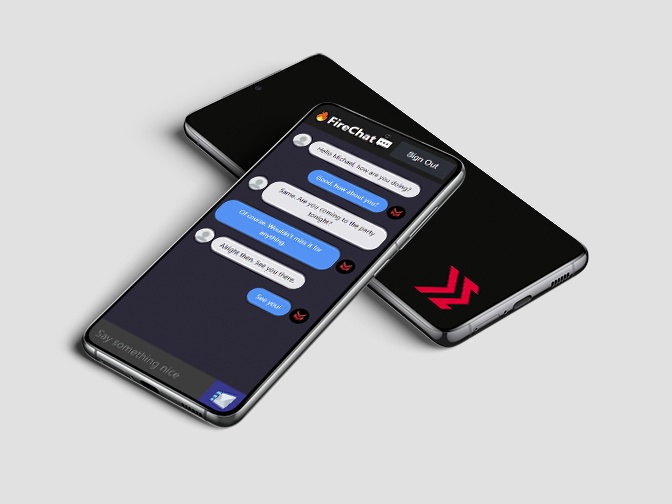 FireChat
Sign Out
Hello Michael, how are you doing?
Good, how about you?
Same. Are you coming to the party
tonight?
Of course. Wouldn't miss it for
anything.
Alright then. See you there.
See you!
Say something nice